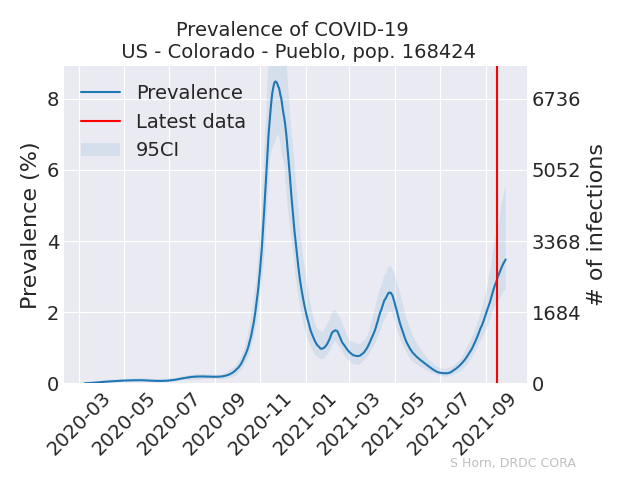 Prevalence of COVID-19
US - Colorado - Pueblo, pop. 168424
Prevalence
Latest data
95CI
Prevalence (%)
8
6
4
2
0
6736
5052
3368
1684
0
# of infections
2020-03
2020-05
2020-07
2020-09
2020-11
2021-01
2021-03
2021-05
2021-07
2021-09
S Horn, DRDC CORA